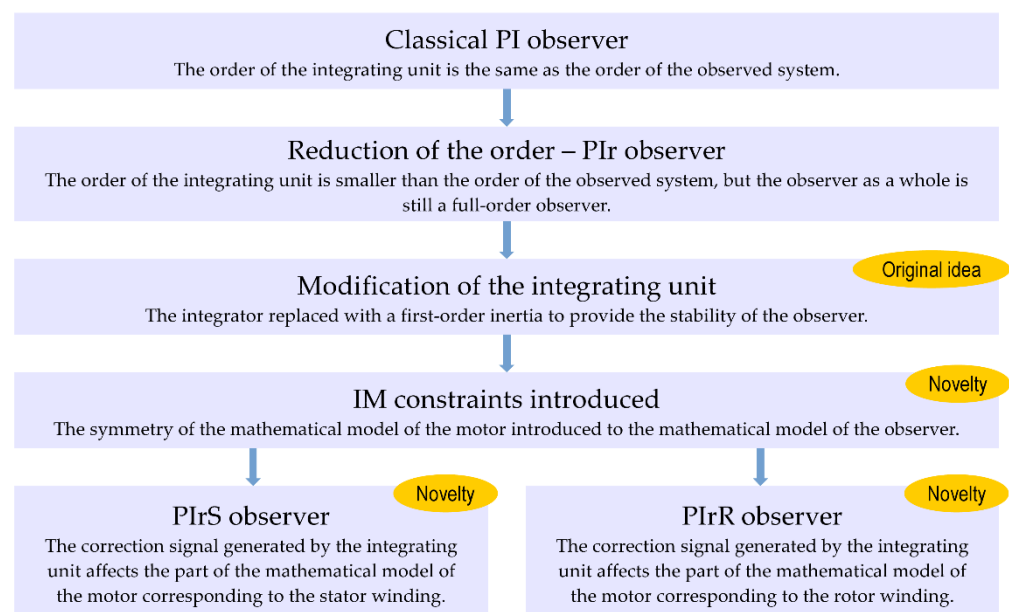 Classical PI observer
The order of the integrating unit is the same as the order of the observed system.
Reduction of the order – PIr observer
The order of the integrating unit is smaller than the order of the observed system, but the observer as a whole is
still a full-order observer.
Original idea
Modification of the integrating unit
The integrator replaced with a first-order inertia to provide the stability of the observer.
Novelty
IM constraints introduced
The symmetry of the mathematical model of the motor introduced to the mathematical model of the observer.
Novelty
PIrS observer
The correction signal generated by the integrating
unit affects the part of the mathematical model of
the motor corresponding to the stator winding.
Novelty
PIrR observer
The correction signal generated by the integrating
unit affects the part of the mathematical model of
the motor corresponding to the rotor winding.